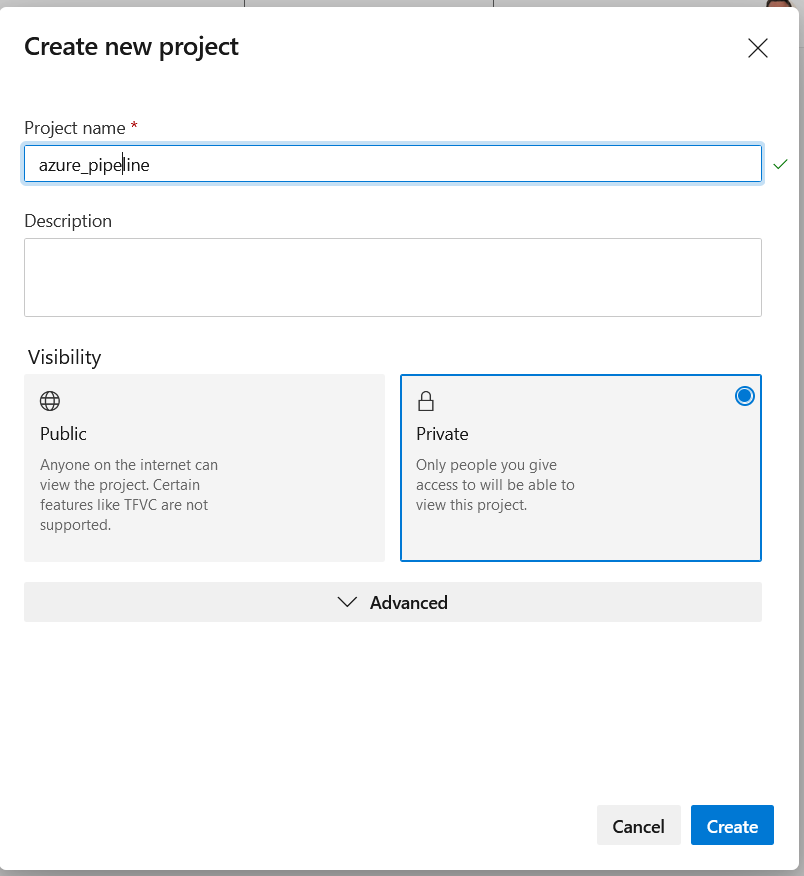 Create new project
Project name *
azure_pipeline
Description
Visibility
Public
Anyone on the internet can
view the project. Certain
features like TFVC are not
supported.
Private
Only people you give
access to will be able to
view this project.
Advanced
Cancel
Create